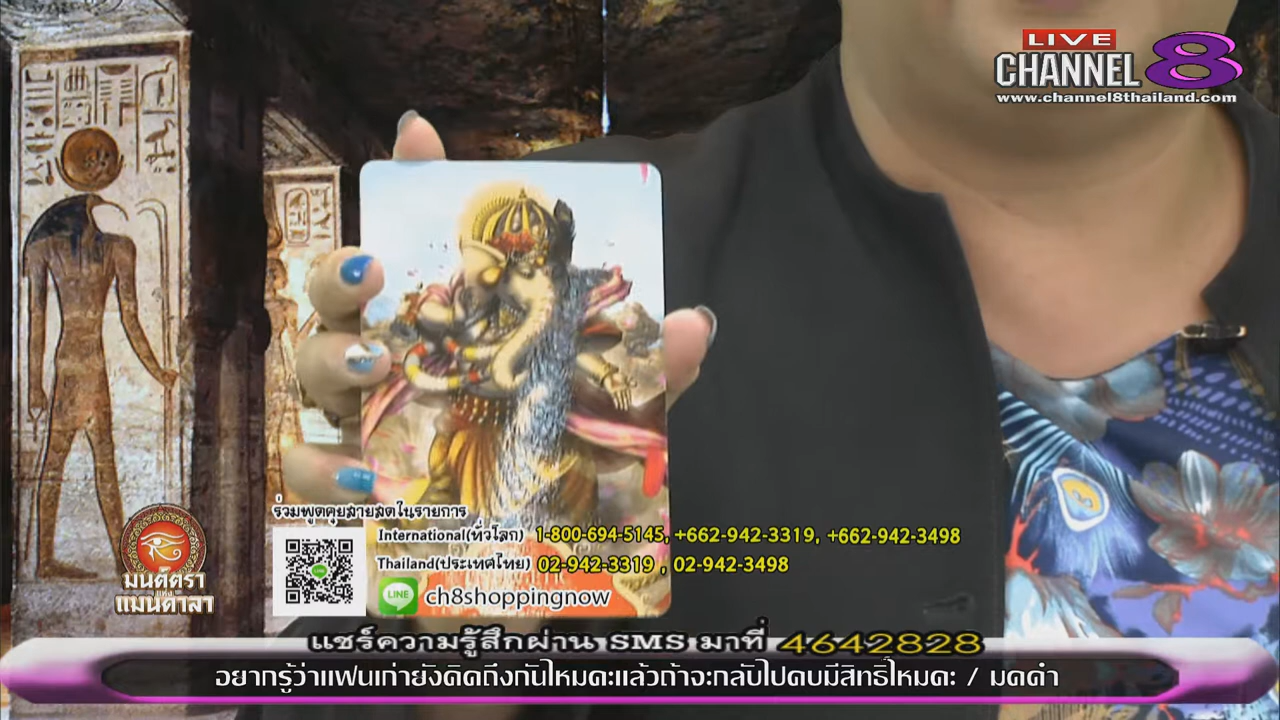 LIVE
CHANNEL 8
www.channel8thailand.com
ร่วมพูดคุยสายสดในรายการ
International(ทั่วโลก) 1-800-694-5145, +662-942-3319, +662-942-3498
Thailand(ประเทศไทย) 02-942-3319 , 02-942-3498
LINE ch8shoppingnow
มนต์ตรา
แห่ง
แมนดาลา
แชร์ความรู้สึกผ่าน SMS มาที่ 4642828
อยากรู้ว่าแฟนเก่ายังคิดถึงกันไหมคะแล้วถ้าจะกลับไปคบมีสิทธิ์ไหมคะ / มดดำ